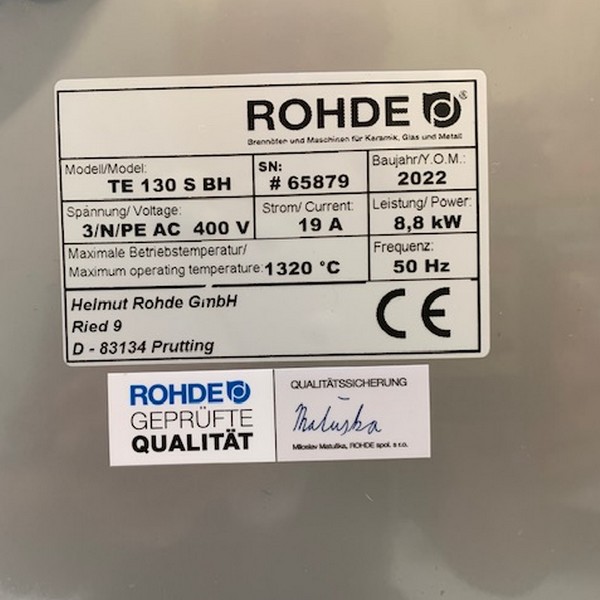 ROHDE ®
Brennöfen und Maschinen für Keramik, Glas und Metall
Modell/Model:
TE 130 S BH
SN:
# 65879
Baujahr/Y.O.M.:
2022
Spannung/ Voltage:
3/N/PE AC 400 V
Strom/ Current:
19 A
Leistung/ Power:
8,8 kW
Maximale Betriebstemperatur/
Maximum operating temperature: 1320 °C
Frequenz:
50 Hz
Helmut Rohde GmbH
Ried 9
D - 83134 Prutting
CE
ROHDE
GEPRÜFTE
QUALITÄT
QUALITÄTSSICHERUNG
Matuška
Miloslav Matuška, ROHDE spol. s r.o.